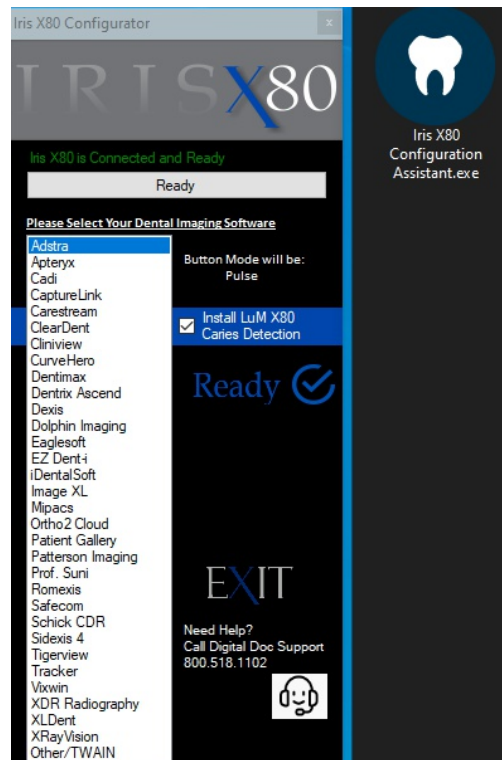 Iris X80 Configurator
x
IRISX80
Iris X80 is Connected and Ready
Ready
Please Select Your Dental Imaging Software
Adstra
Apteryx
Cadi
CaptureLink
Carestream
ClearDent
Cliniview
CurveHero
Dentimax
Dentrix Ascend
Dexis
Dolphin Imaging
Eaglesoft
EZ Dent-i
iDentalSoft
Image XL
Mipacs
Ortho2 Cloud
Patient Gallery
Patterson Imaging
Prof. Suni
Romexis
Safecom
Schick CDR
Sidexis 4
Tigerview
Tracker
Vixwin
XDR Radiography
XLDent
XRayVision
Other/TWAIN
Button Mode will be:
Pulse
Install LuM X80
Caries Detection
Ready
EXIT
Need Help?
Call Digital Doc Support
800.518.1102
Iris X80
Configuration
Assistant.exe